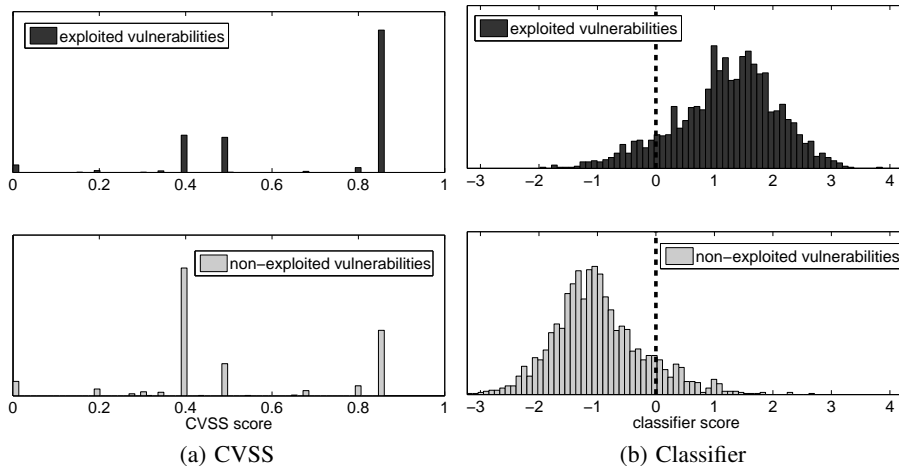 exploited vulnerabilities
0 0.2 0.4 0.6 0.8 1
non-exploited vulnerabilities
0 0.2 0.4 0.6 0.8 1
CVSS score
(a) CVSS
exploited vulnerabilities
−3 −2 −1 0 1 2 3 4
non-exploited vulnerabilities
−3 −2 −1 0 1 2 3 4
classifier score
(b) Classifier